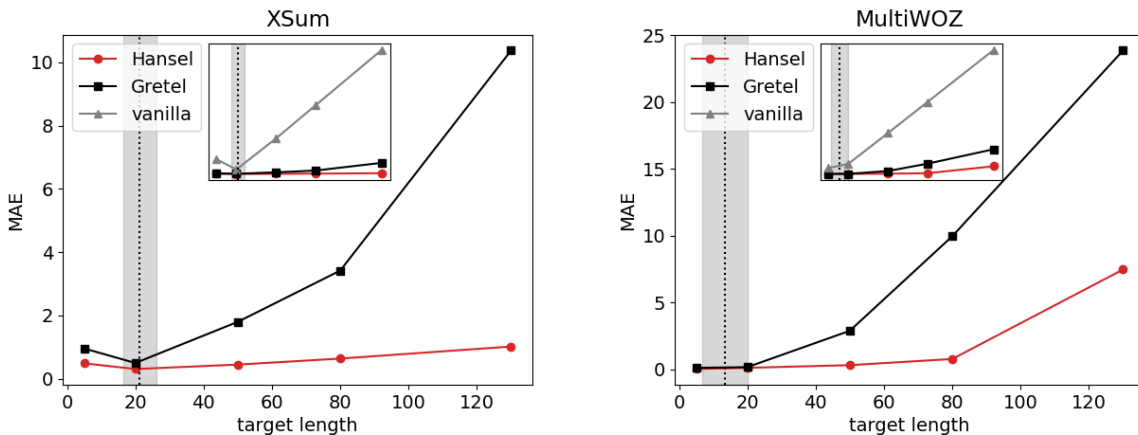 XSum
10
8
6
4
2
0
MAE
Hansel
Gretel
vanilla
0 20 40 60 80 100 120
target length
MultiWOZ
25
20
15
10
5
0
MAE
Hansel
Gretel
vanilla
0 20 40 60 80 100 120
target length